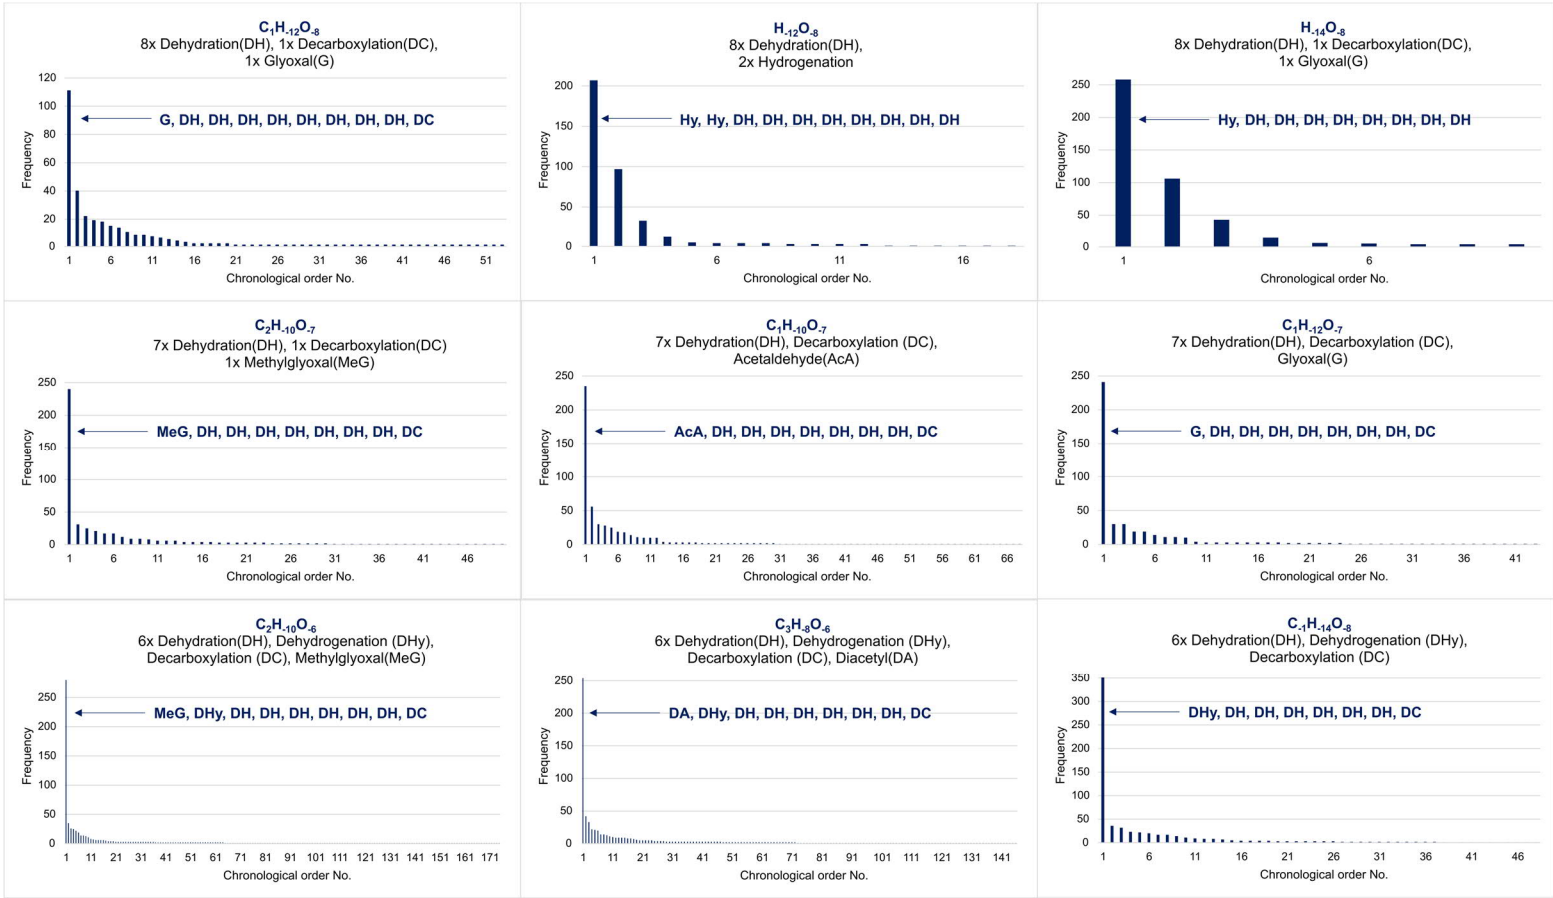 C₁H₋₁₂O₋₈
8x Dehydration(DH), 1x Decarboxylation(DC),
1x Glyoxal(G)
120
100
80
60
40
20
0
Frequency
G, DH, DH, DH, DH, DH, DH, DH, DH, DC
1 6 11 16 21 26 31 36 41 46 51
Chronological order No.
H₋₁₂O₋₈
8x Dehydration(DH),
2x Hydrogenation
200
150
100
50
0
Frequency
Hy, Hy, DH, DH, DH, DH, DH, DH, DH, DH
1 6 11 16
Chronological order No.
H₋₁₄O₋₈
8x Dehydration(DH), 1x Decarboxylation(DC),
1x Glyoxal(G)
250
200
150
100
50
0
Frequency
Hy, DH, DH, DH, DH, DH, DH, DH, DH
1 6
Chronological order No.
C₂H₋₁₀O₋₇
7x Dehydration(DH), 1x Decarboxylation(DC)
1x Methylglyoxal(MeG)
250
200
150
100
50
0
Frequency
MeG, DH, DH, DH, DH, DH, DH, DH, DC
1 6 11 16 21 26 31 36 41 46
Chronological order No.
C₁H₋₁₀O₋₇
7x Dehydration(DH), Decarboxylation (DC),
Acetaldehyde(AcA)
250
200
150
100
50
0
Frequency
AcA, DH, DH, DH, DH, DH, DH, DH, DC
1 6 11 16 21 26 31 36 41 46 51 56 61 66
Chronological order No.
C₁H₋₁₂O₋₇
7x Dehydration(DH), Decarboxylation (DC),
Glyoxal(G)
250
200
150
100
50
0
Frequency
G, DH, DH, DH, DH, DH, DH, DH, DC
1 6 11 16 21 26 31 36 41
Chronological order No.
C₂H₋₁₀O₋₆
6x Dehydration(DH), Dehydrogenation (DHy),
Decarboxylation (DC), Methylglyoxal(MeG)
250
200
150
100
50
0
Frequency
MeG, DHy, DH, DH, DH, DH, DH, DH, DC
1 11 21 31 41 51 61 71 81 91 101 111 121 131 141 151 161 171
Chronological order No.
C₃H₋₈O₋₆
6x Dehydration(DH), Dehydrogenation (DHy),
Decarboxylation (DC), Diacetyl(DA)
250
200
150
100
50
0
Frequency
DA, DHy, DH, DH, DH, DH, DH, DH, DC
1 11 21 31 41 51 61 71 81 91 101 111 121 131 141
Chronological order No.
C₋₁H₋₁₄O₋₈
6x Dehydration(DH), Dehydrogenation (DHy),
Decarboxylation (DC)
350
300
250
200
150
100
50
0
Frequency
DHy, DH, DH, DH, DH, DH, DH, DC
1 6 11 16 21 26 31 36 41 46
Chronological order No.